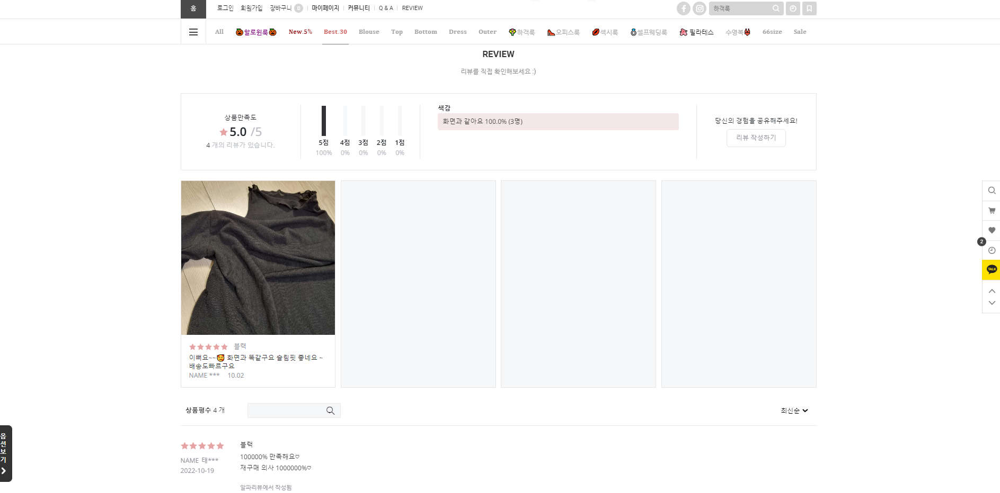 홈 로그인 회원가입 장바구니 0 마이페이지 커뮤니티 Q & A REVIEW 하객룩
All 할로윈룩 New.5% Best.30 Blouse Top Bottom Dress Outer 하객룩 오피스룩 섹시룩 셀프웨딩룩 필라테스 수영복 66size Sale
REVIEW
리뷰를 직접 확인해보세요 :)
상품만족도
5.0 /5
4 개의 리뷰가 있습니다.
5점 4점 3점 2점 1점
100% 0% 0% 0% 0%
색감
화면과 같아요 100.0% (3명)
당신의 경험을 공유해주세요!
리뷰 작성하기
블랙
이뻐요~~🥰 화면과 똑같구요 슬림핏 좋네요 ~
배송도빠르구요
NAME *** 10.02
2
TALK
상품평수 4 개
최신순
옵션보기
블랙
100000% 만족해요♡
재구매 의사 1000000%♡
NAME 태***
2022-10-19
알파리뷰에서 작성됨